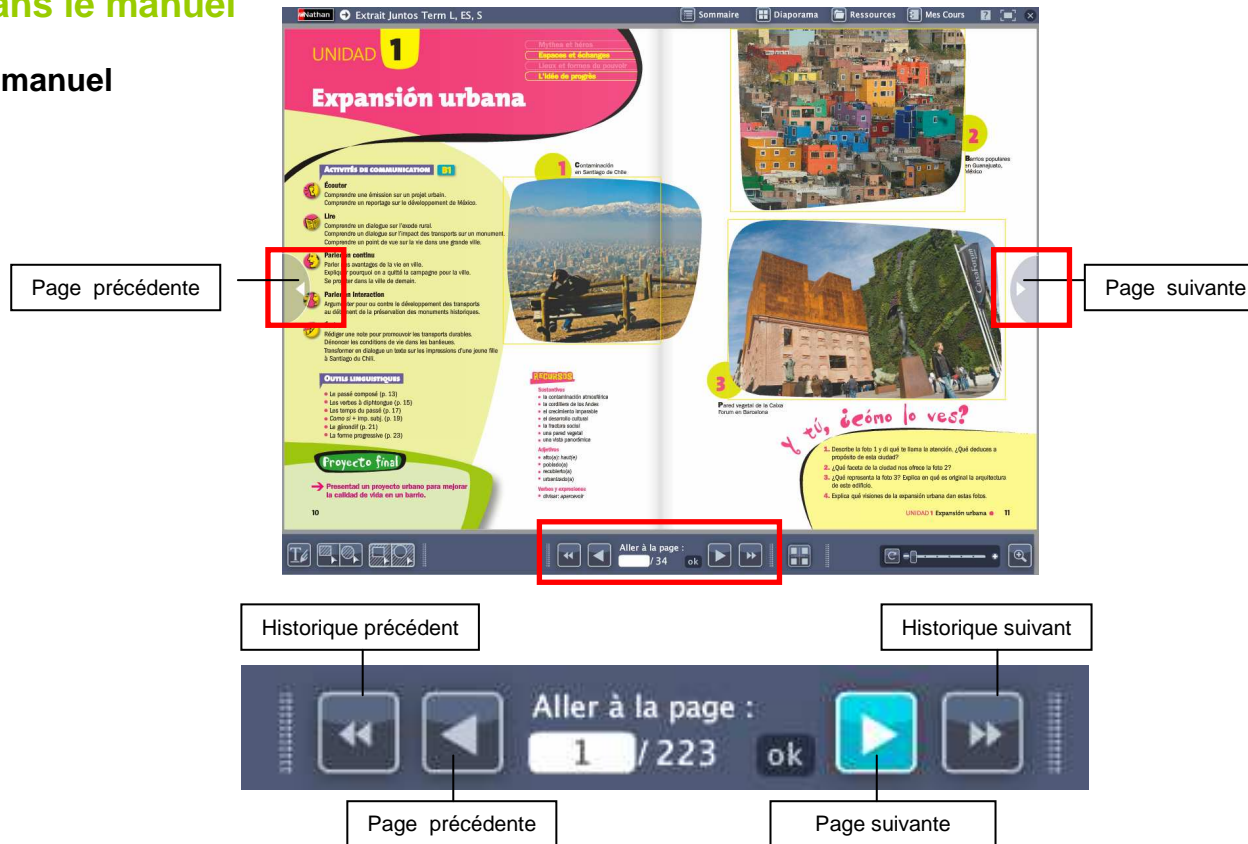 ans le manuel
manuel
Nathan Extrait Juntos Term L, ES, S
Sommaire Diaporama Ressources Mes Cours ?
UNIDAD 1
Mythes et héros
Espaces et échanges
Lieux et formes de pouvoir
L'idée de progrès
Expansión urbana
ACTIVITÉS DE COMMUNICATION B1
Écouter
Comprendre une émission sur un projet urbain.
Comprendre un reportage sur le développement de México.
Lire
Comprendre un dialogue sur l'exode rural.
Comprendre un dialogue sur l'impact des transports sur un monument.
Comprendre un point de vue sur la vie dans une grande ville.
Parler en continu
Parler des avantages de la vie en ville.
Expliquer pourquoi on a quitté la campagne pour la ville.
Se projeter dans la ville de demain.
Parler en interaction
Argumenter pour ou contre le développement des transports
au détriment de la préservation des monuments historiques.
Rédiger une note pour promouvoir les transports durables.
Dénoncer les conditions de vie dans les banlieues.
Transformer en dialogue un texte sur les impressions d'une jeune fille
à Santiago du Chili.
OUTILS LINGUISTIQUES
Le passé composé (p. 13)
Les verbes à diphtongue (p. 15)
Les temps du passé (p. 17)
Como si + imp. subj. (p. 19)
Le gérondif (p. 21)
La forme progressive (p. 23)
Proyecto final
Presentad un proyecto urbano para mejorar
la calidad de vida en un barrio.
10
1
Contaminación
en Santiago de Chile
RECURSOS
Sustantivos
la contaminación atmosférica
la cordillera de los Andes
el crecimiento imparable
el desarrollo cultural
la fractura social
una pared vegetal
una vista panorámica
Adjetivos
alto(a): haut(e)
poblado(a)
recubierto(a)
urbanizado(a)
Verbos y expresiones
divisar: apercevoir
2
Barrios populares
en Guanajuato,
México
CaixaForum
3
Pared vegetal de la Caixa
Forum en Barcelona
Y tú, ¿cómo lo ves?
1. Describe la foto 1 y di qué te llama la atención. ¿Qué deduces a
propósito de esta ciudad?
2. ¿Qué faceta de la ciudad nos ofrece la foto 2?
3. ¿Qué representa la foto 3? Explica en qué es original la arquitectura
de este edificio.
4. Explica qué visiones de la expansión urbana dan estas fotos.
UNIDAD 1 Expansión urbana 11
Page précédente
Page suivante
Aller à la page :
/ 34 ok
Historique précédent
Historique suivant
Aller à la page :
1 / 223 ok
Page précédente
Page suivante